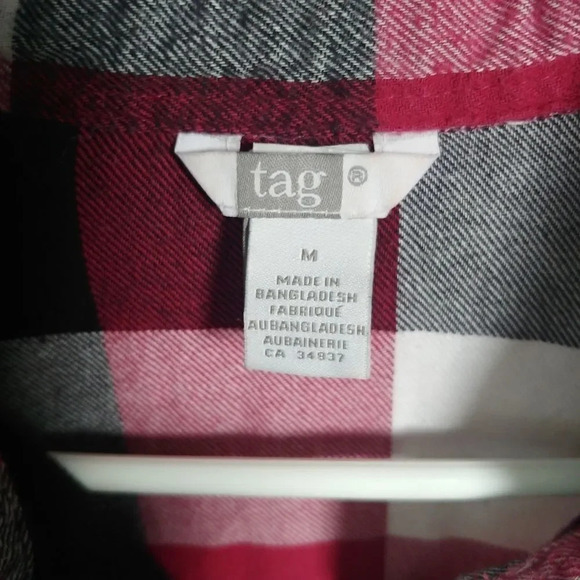 tag ®
M
MADE IN
BANGLADESH
FABRIQUÉ
AUBANGLADESH
AUBAINERIE
CA 34937